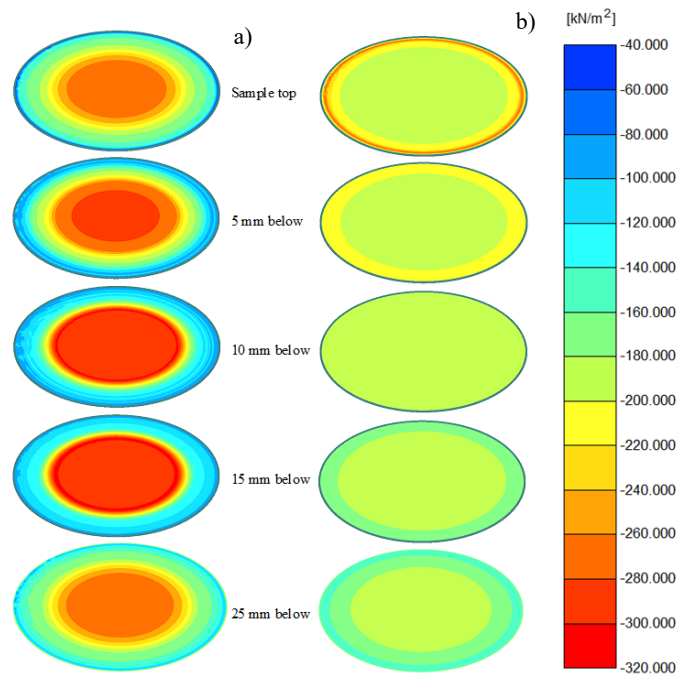 a)
b)
[kN/m²]
Sample top
5 mm below
10 mm below
15 mm below
25 mm below
-40.000
-80.000
-100.000
-120.000
-140.000
-160.000
-180.000
-200.000
-220.000
-240.000
-260.000
-280.000
-300.000
-320.000